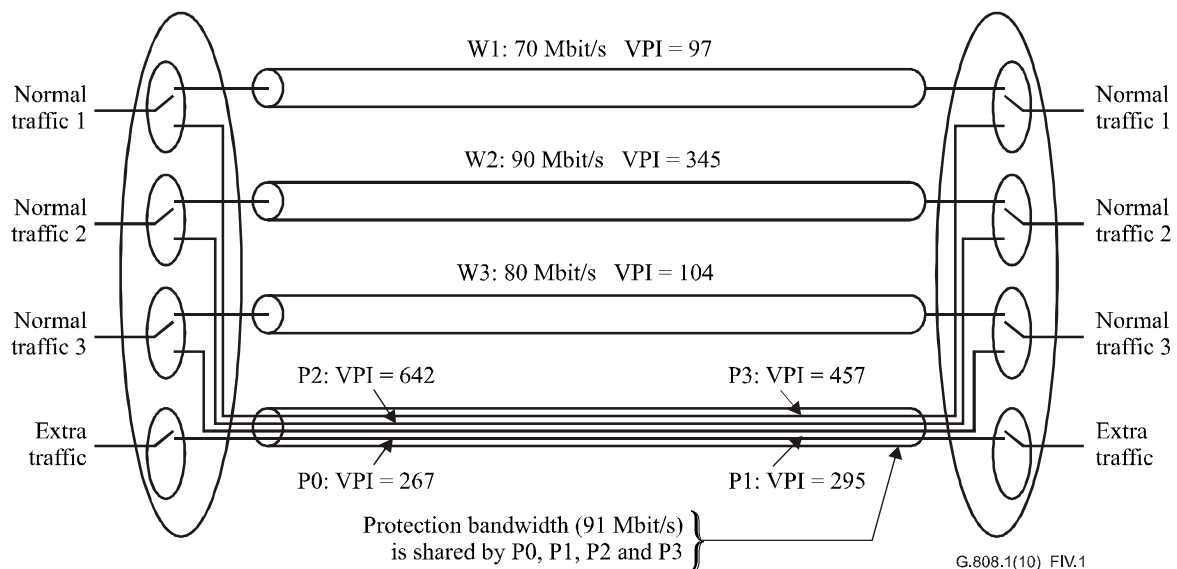 W1: 70 Mbit/s VPI = 97
Normal
traffic 1
Normal
traffic 1
W2: 90 Mbit/s VPI = 345
Normal
traffic 2
Normal
traffic 2
W3: 80 Mbit/s VPI = 104
Normal
traffic 3
Normal
traffic 3
P2: VPI = 642
P3: VPI = 457
Extra
traffic
Extra
traffic
P0: VPI = 267
P1: VPI = 295
Protection bandwidth (91 Mbit/s)
is shared by P0, P1, P2 and P3
G.808.1(10)_FIV.1